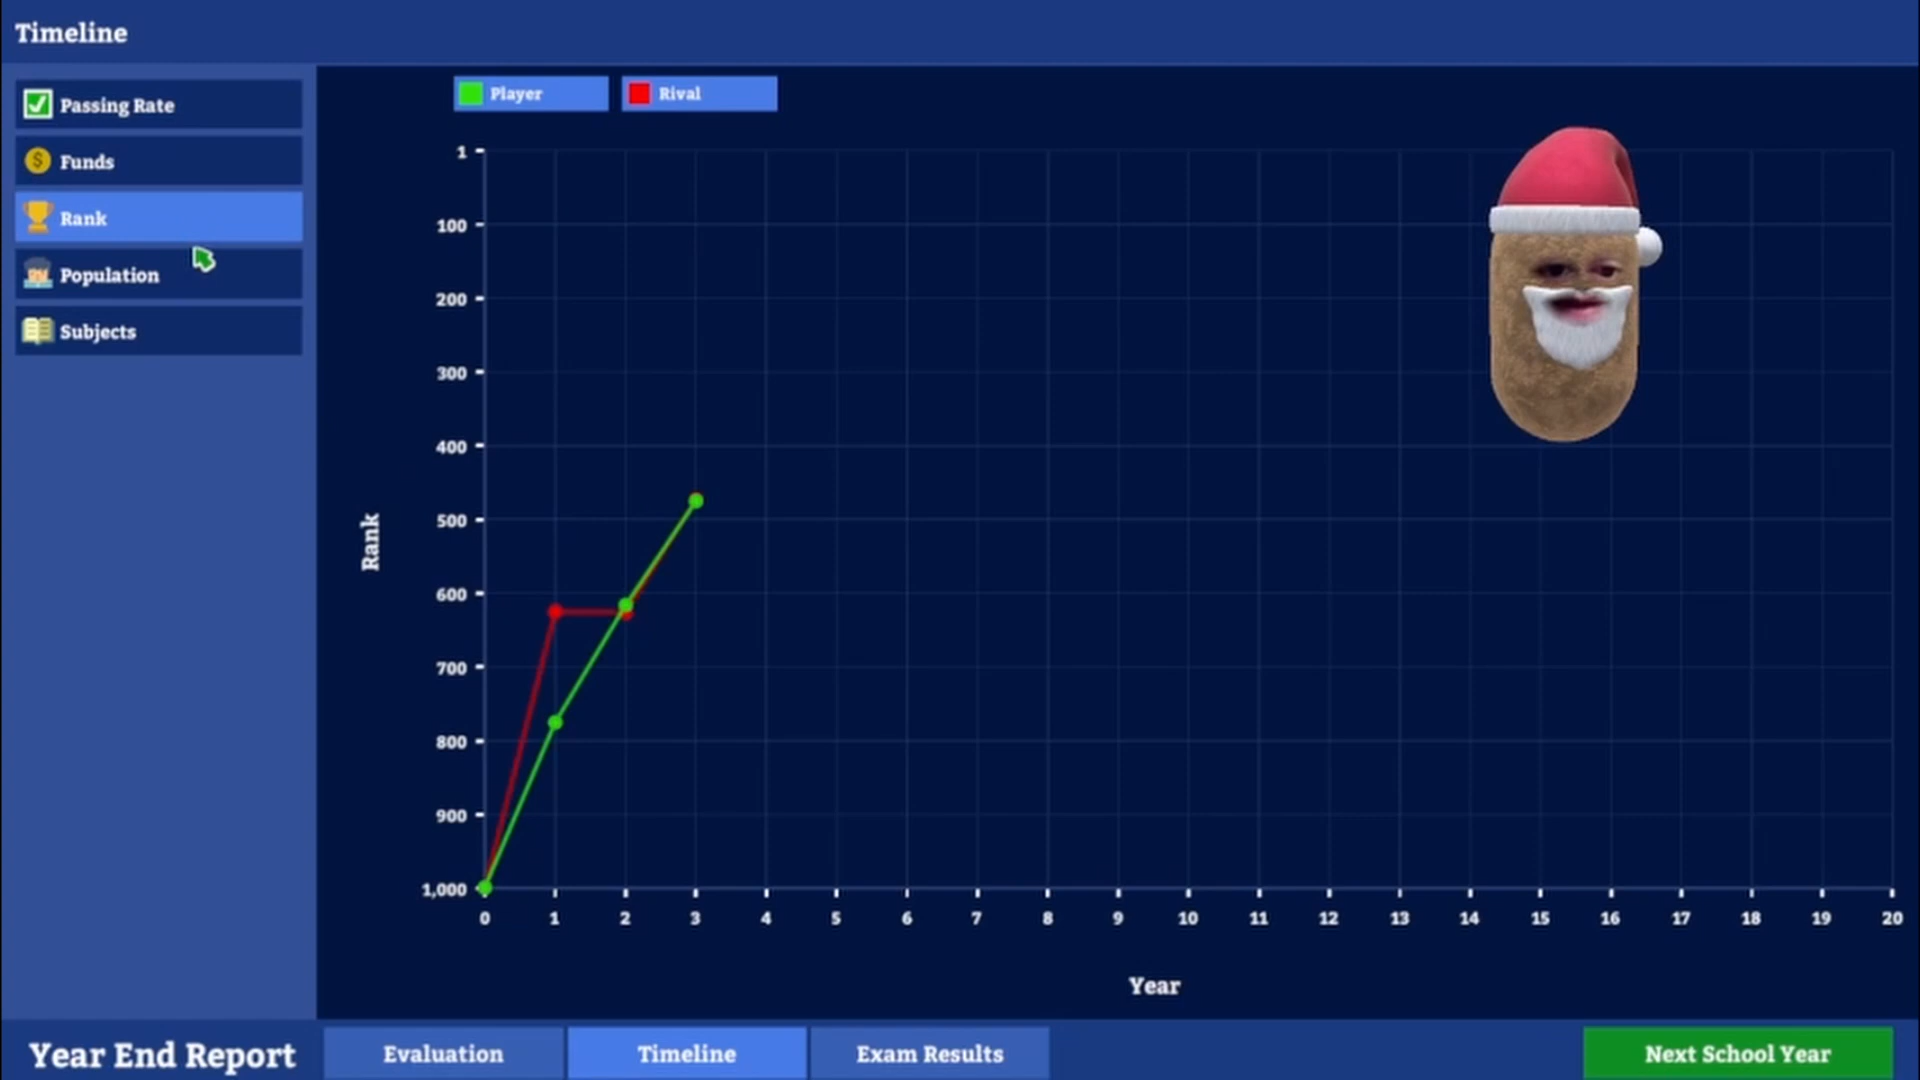 Timeline
Passing Rate
Funds
Rank
Population
Subjects
Player
Rival
1
100
200
300
400
500
600
700
800
900
1,000
Rank
0 1 2 3 4 5 6 7 8 9 10 11 12 13 14 15 16 17 18 19 20
Year
Year End Report
Evaluation
Timeline
Exam Results
Next School Year